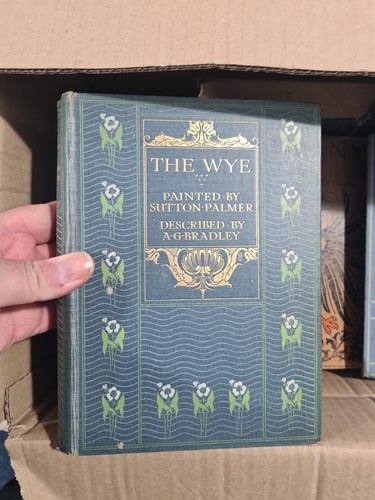 THE WYE
PAINTED·BY
SUTTON·PALMER
DESCRIBED·BY
A·G·BRADLEY